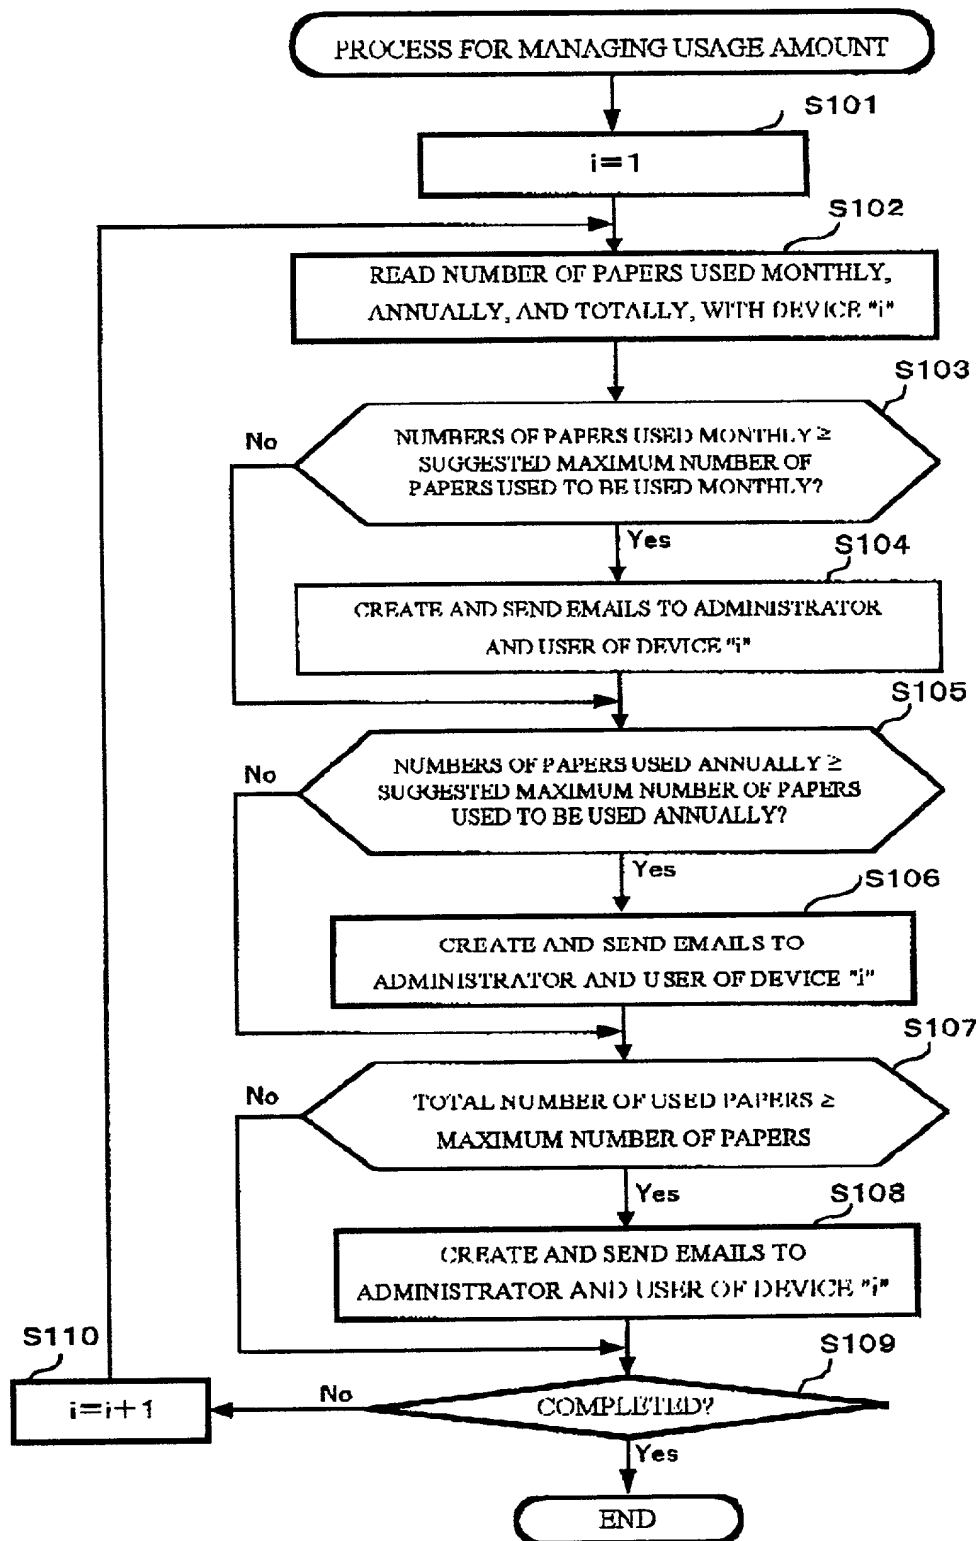 PROCESS FOR MANAGING USAGE AMOUNT
S101
i=1
S102
READ NUMBER OF PAPERS USED MONTHLY,
ANNUALLY, AND TOTALLY, WITH DEVICE "i"
S103
No
NUMBERS OF PAPERS USED MONTHLY ≥
SUGGESTED MAXIMUM NUMBER OF
PAPERS USED TO BE USED MONTHLY?
Yes
S104
CREATE AND SEND EMAILS TO ADMINISTRATOR
AND USER OF DEVICE "i"
S105
No
NUMBERS OF PAPERS USED ANNUALLY ≥
SUGGESTED MAXIMUM NUMBER OF PAPERS
USED TO BE USED ANNUALLY?
Yes
S106
CREATE AND SEND EMAILS TO
ADMINISTRATOR AND USER OF DEVICE "i"
S107
No
TOTAL NUMBER OF USED PAPERS ≥
MAXIMUM NUMBER OF PAPERS
Yes
S108
CREATE AND SEND EMAILS TO
ADMINISTRATOR AND USER OF DEVICE "i"
S110
i=i+1
S109
No
COMPLETED?
Yes
END